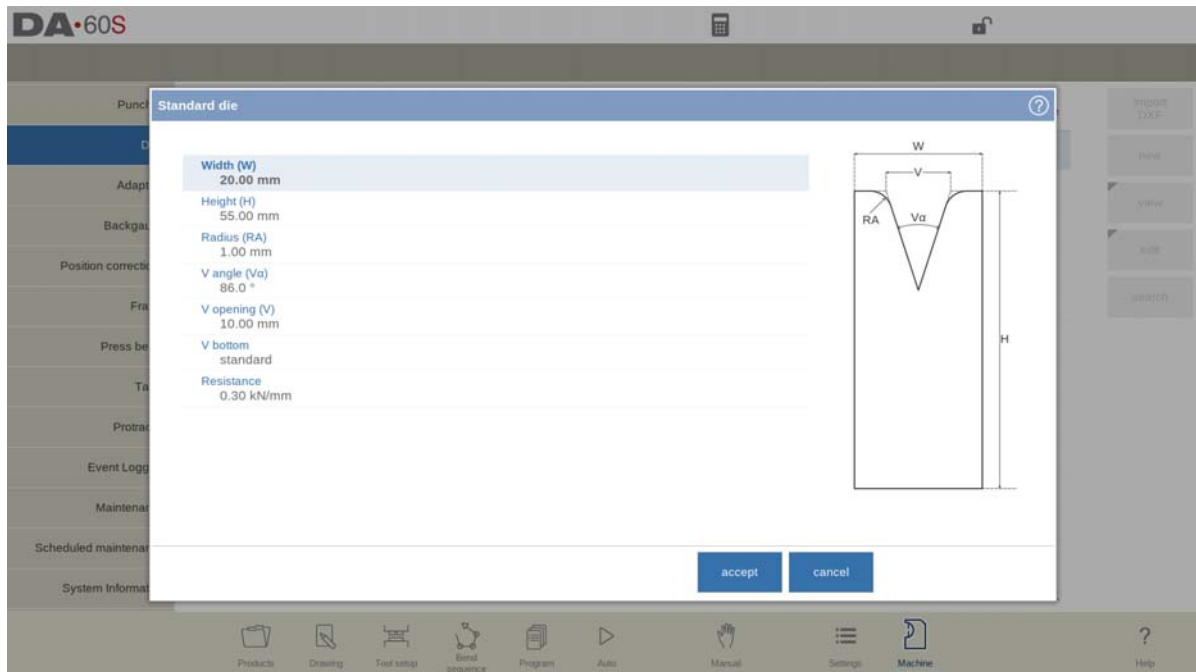 DA•60S
Punch
D
Adapt
Backgau
Position correctio
Fra
Press be
Ta
Protrac
Event Logg
Maintenan
Scheduled maintenan
System Informat
Standard die
?
Width (W)
20.00 mm
Height (H)
55.00 mm
Radius (RA)
1.00 mm
V angle (Vα)
86.0 °
V opening (V)
10.00 mm
V bottom
standard
Resistance
0.30 kN/mm
W
V
RA
Vα
H
accept
cancel
import
DXF
new
view
edit
search
Products
Drawing
Tool setup
Bend
sequence
Program
Auto
Manual
Settings
Machine
?
Help